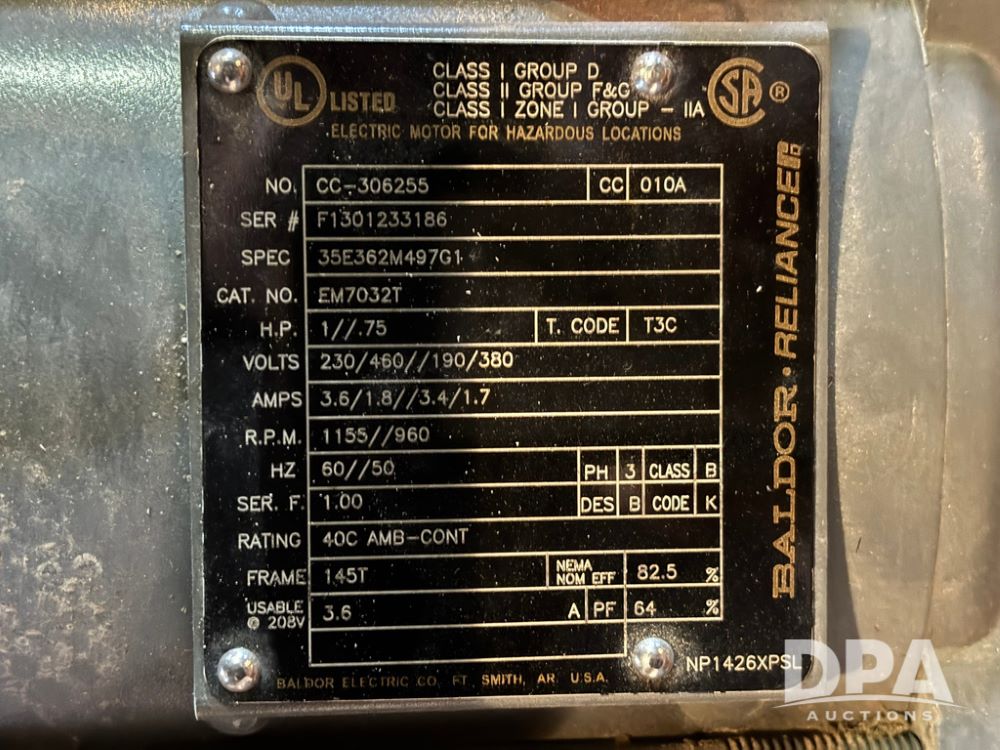 UL LISTED
CLASS I GROUP D
CLASS II GROUP F&G
CLASS I ZONE I GROUP - IIA
SA ®
ELECTRIC MOTOR FOR HAZARDOUS LOCATIONS
NO. CC-306255 CC 010A
SER # F1301233186
SPEC 35E362M497G1
CAT. NO. EM7032T
H.P. 1//.75 T. CODE T3C
VOLTS 230/460//190/380
AMPS 3.6/1.8//3.4/1.7
R.P.M. 1155//960
HZ 60//50 PH 3 CLASS B
SER. F. 1.00 DES B CODE K
RATING 40C AMB-CONT
FRAME 145T NEMA NOM EFF 82.5 %
USABLE @ 208V 3.6 A PF 64 %
BALDOR • RELIANCE
NP1426XPSL
BALDOR ELECTRIC CO. FT. SMITH, AR. U.S.A.
DPA
AUCTIONS